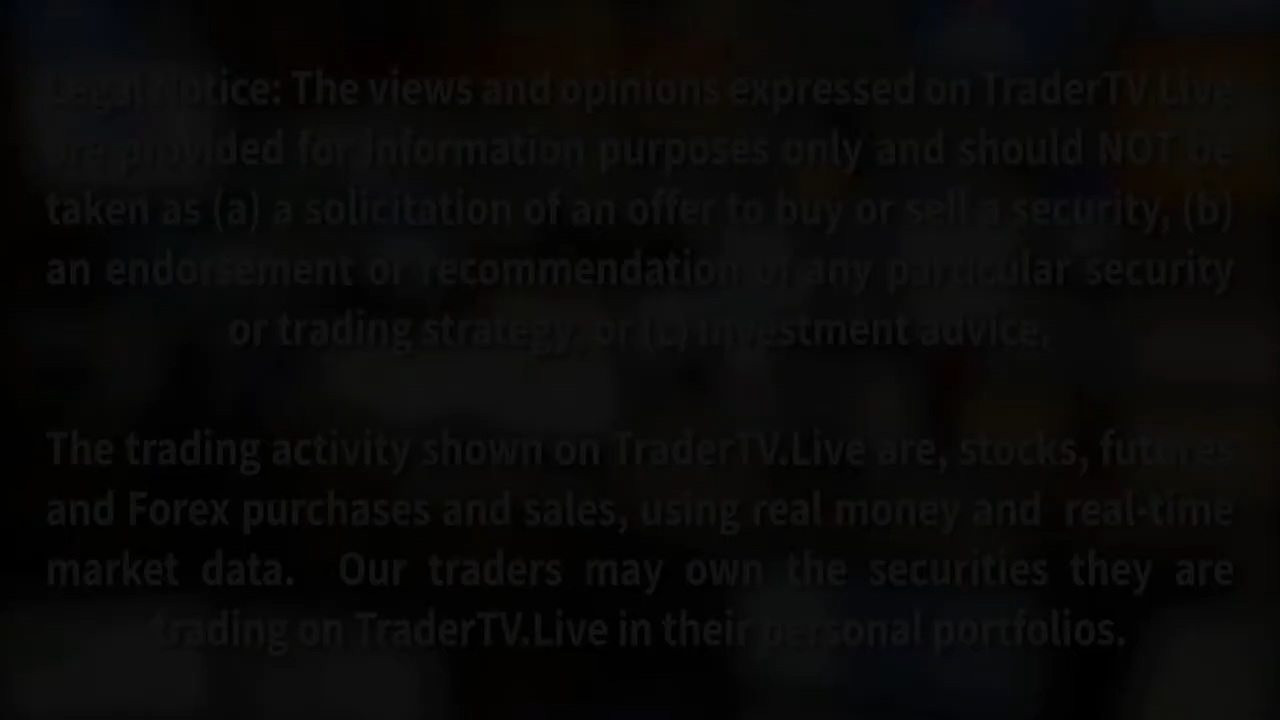 Legal Notice: The views and opinions expressed on TraderTV.Live
are provided for information purposes only and should NOT be
taken as (a) a solicitation of an offer to buy or sell a security, (b)
an endorsement or recommendation of any particular security
or trading strategy, or (c) investment advice.
The trading activity shown on TraderTV.Live are, stocks, futures
and Forex purchases and sales, using real money and real-time
market data. Our traders may own the securities they are
trading on TraderTV.Live in their personal portfolios.